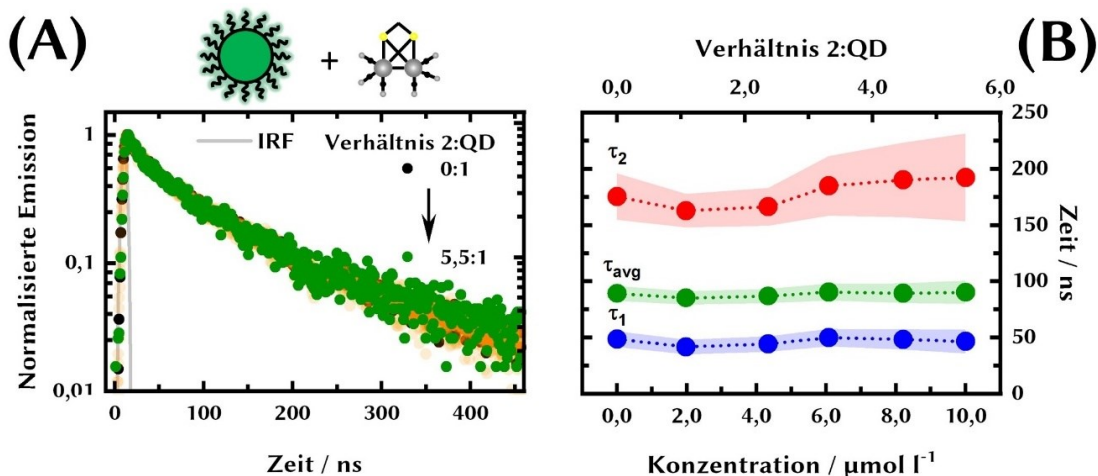 (A)
+
IRF
Verhältnis 2:QD
0:1
5,5:1
1
0,1
0,01
Normalisierte Emission
0 100 200 300 400
Zeit / ns
(B)
Verhältnis 2:QD
0,0 2,0 4,0 6,0
τ2
τavg
τ1
250
200
150
100
50
0
Zeit / ns
0,0 2,0 4,0 6,0 8,0 10,0
Konzentration / µmol l⁻¹